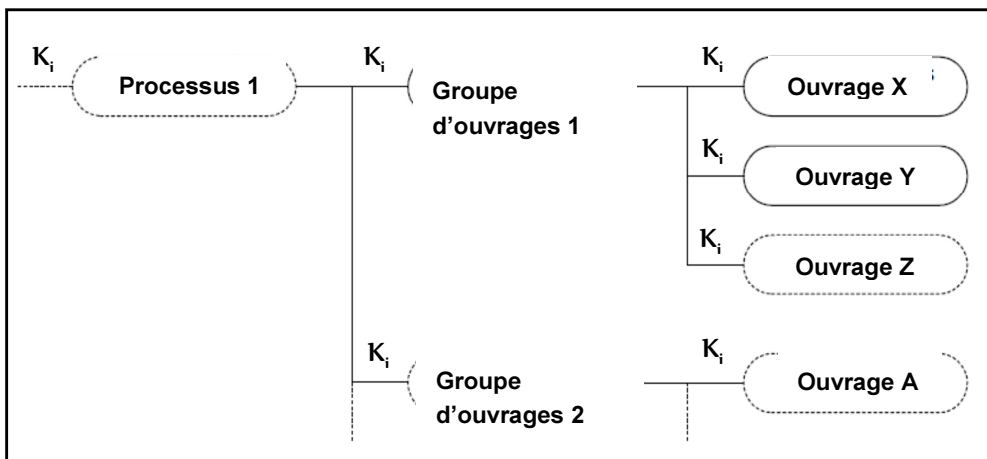 Ki Processus 1 Ki Groupe d'ouvrages 1 Ki Ouvrage X
Ki Ouvrage Y
Ki Ouvrage Z
Ki Groupe d'ouvrages 2 Ki Ouvrage A